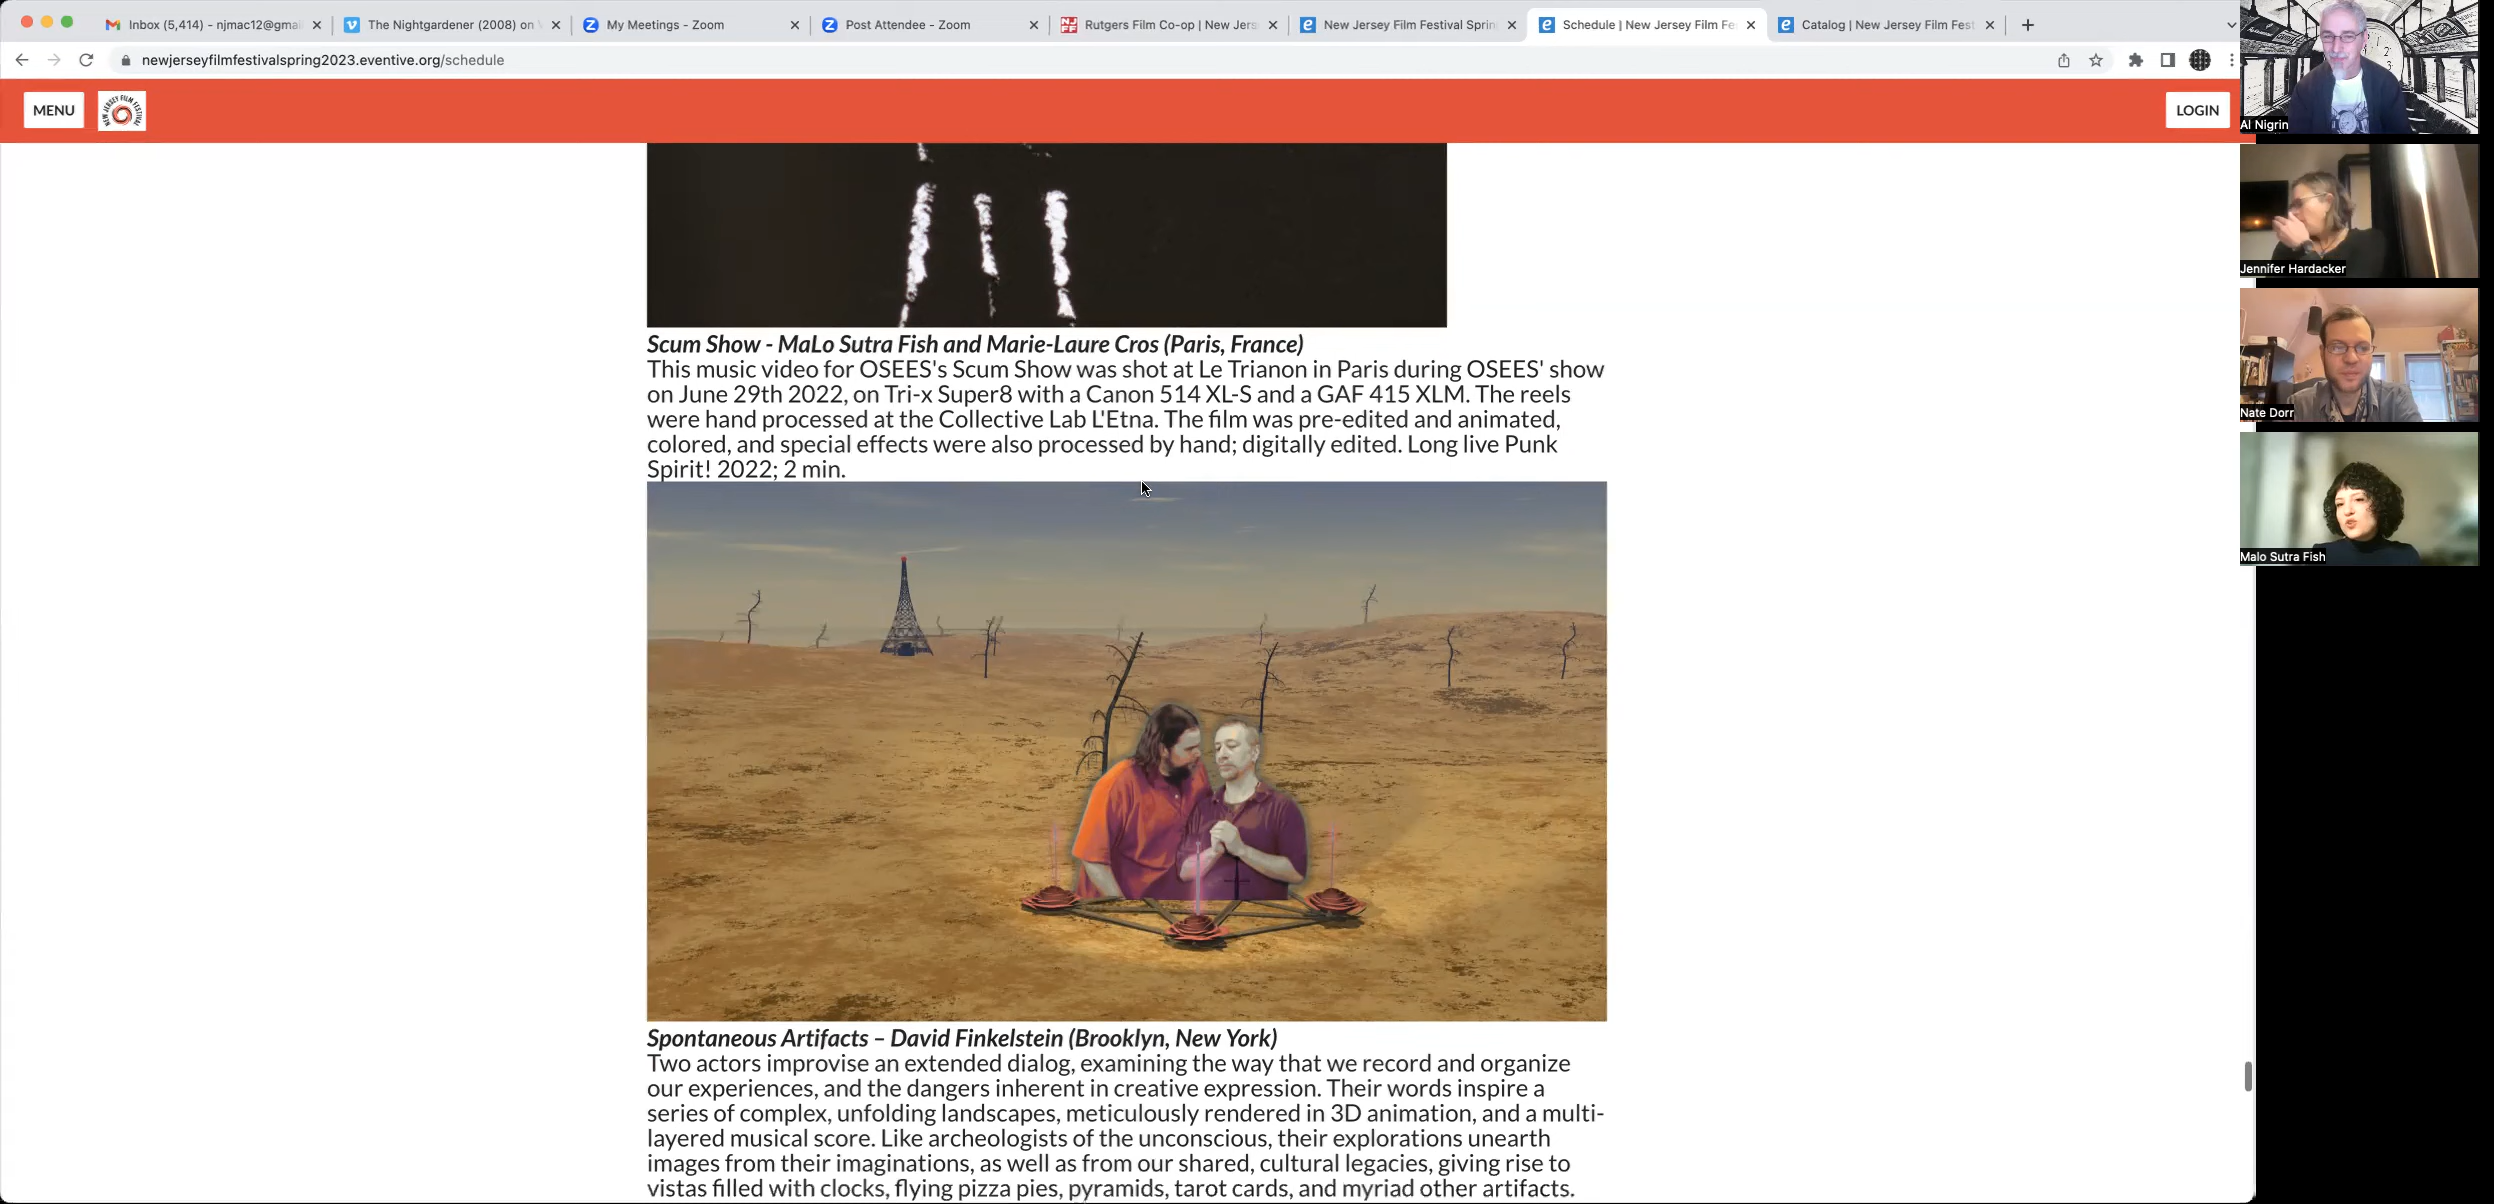 Inbox (5,414) - njmac12@gmai
The Nightgardener (2008) on
My Meetings - Zoom
Post Attendee - Zoom
Rutgers Film Co-op | New Jers
New Jersey Film Festival Sprin
Schedule | New Jersey Film Fe
Catalog | New Jersey Film Fest
newjerseyfilmfestivalspring2023.eventive.org/schedule
MENU
NEW JERSEY FILM FESTIVAL
LOGIN
Al Nigrin
Jennifer Hardacker
Nate Dorr
Malo Sutra Fish
Scum Show - MaLo Sutra Fish and Marie-Laure Cros (Paris, France)
This music video for OSEES's Scum Show was shot at Le Trianon in Paris during OSEES' show
on June 29th 2022, on Tri-x Super8 with a Canon 514 XL-S and a GAF 415 XLM. The reels
were hand processed at the Collective Lab L'Etna. The film was pre-edited and animated,
colored, and special effects were also processed by hand; digitally edited. Long live Punk
Spirit! 2022; 2 min.
Spontaneous Artifacts – David Finkelstein (Brooklyn, New York)
Two actors improvise an extended dialog, examining the way that we record and organize
our experiences, and the dangers inherent in creative expression. Their words inspire a
series of complex, unfolding landscapes, meticulously rendered in 3D animation, and a multi-
layered musical score. Like archeologists of the unconscious, their explorations unearth
images from their imaginations, as well as from our shared, cultural legacies, giving rise to
vistas filled with clocks, flying pizza pies, pyramids, tarot cards, and myriad other artifacts.